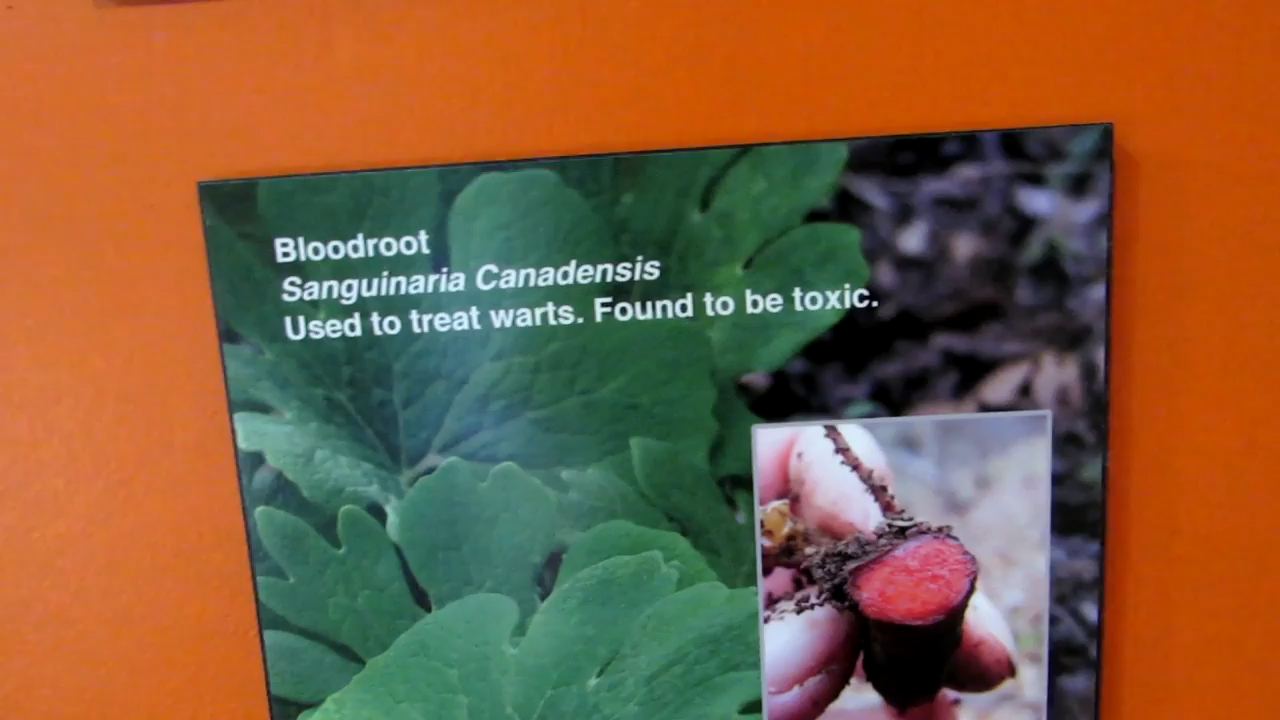 Bloodroot
Sanguinaria Canadensis
Used to treat warts. Found to be toxic.